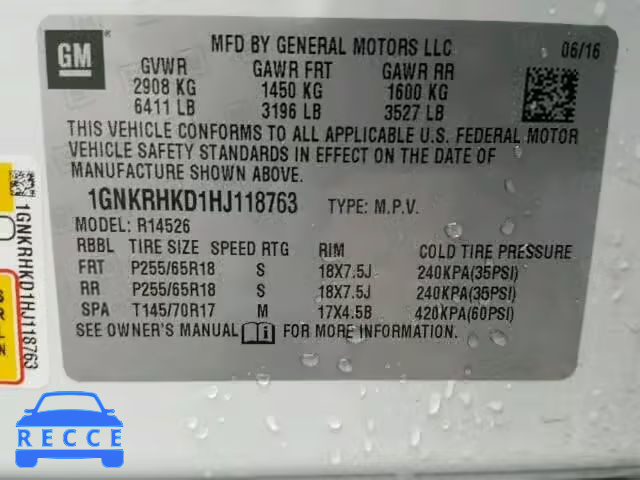 GM
MFD BY GENERAL MOTORS LLC
06/16
GVWR GAWR FRT GAWR RR
2908 KG 1450 KG 1600 KG
6411 LB 3196 LB 3527 LB
THIS VEHICLE CONFORMS TO ALL APPLICABLE U.S. FEDERAL MOTOR
VEHICLE SAFETY STANDARDS IN EFFECT ON THE DATE OF
MANUFACTURE SHOWN ABOVE.
1GNKRHKD1HJ118763 TYPE: M.P.V.
MODEL: R14526
RBBL TIRE SIZE SPEED RTG RIM COLD TIRE PRESSURE
FRT P255/65R18 S 18X7.5J 240KPA(35PSI)
RR P255/65R18 S 18X7.5J 240KPA(35PSI)
SPA T145/70R17 M 17X4.5B 420KPA(60PSI)
SEE OWNER'S MANUAL FOR MORE INFORMATION
1GNKRHKD1HJ118763
S
R
L
N
RECCE